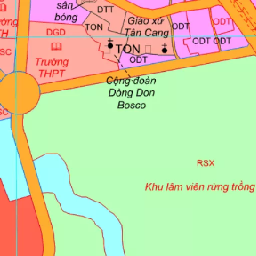 sân
bóng
DTT
TON
Giáo xứ
Tân Cang
ODT
DGD
TON
CDT ODT
Trường
THPT
ODT
Cộng đoàn
Dòng Don
Bosco
RSX
Khu lâm viên rừng trồng